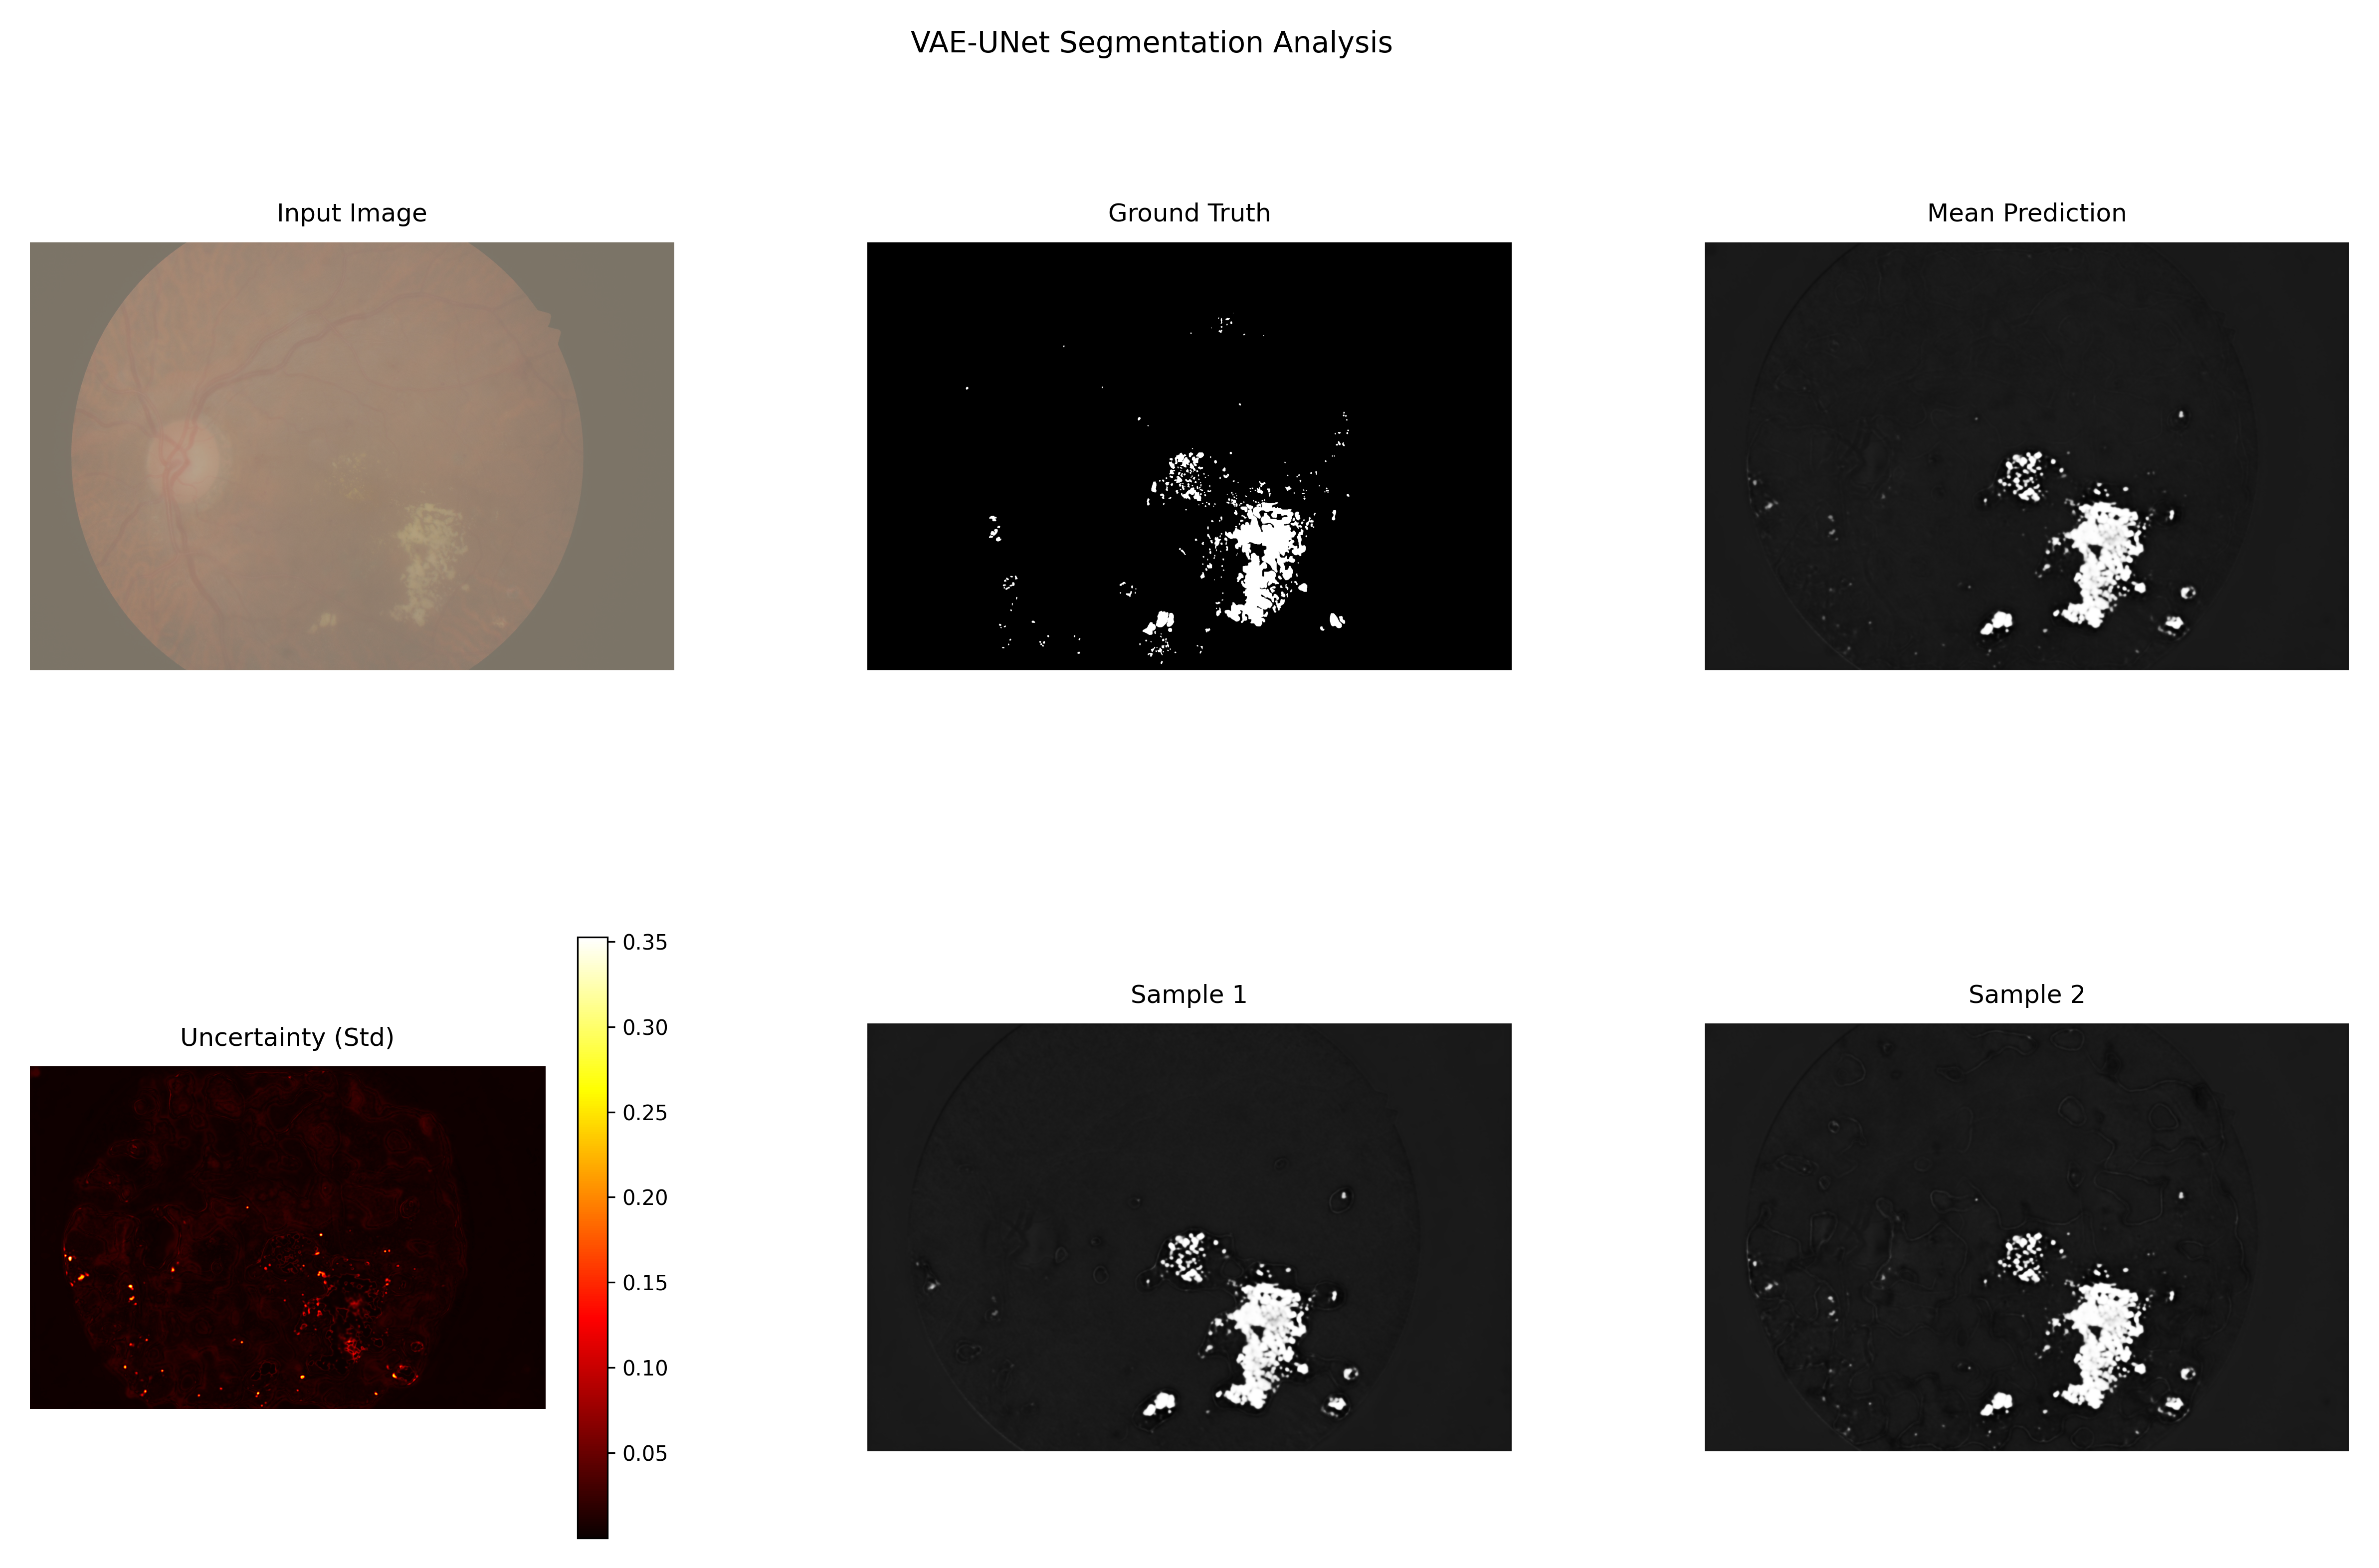 VAE-UNet Segmentation Analysis
Input Image
Ground Truth
Mean Prediction
Uncertainty (Std)
0.35
0.30
0.25
0.20
0.15
0.10
0.05
Sample 1
Sample 2